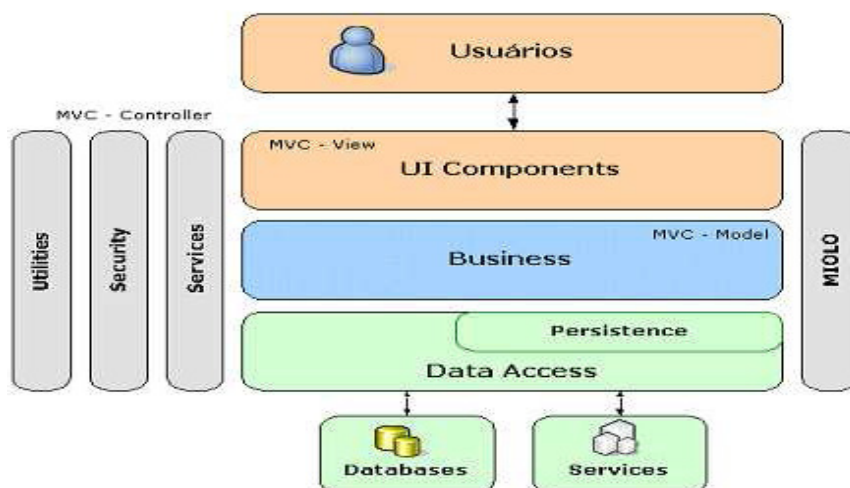 Usuários
MVC - Controller
MVC - View
UI Components
MVC - Model
Business
Utilities
Security
Services
MIOLO
Persistence
Data Access
Databases
Services